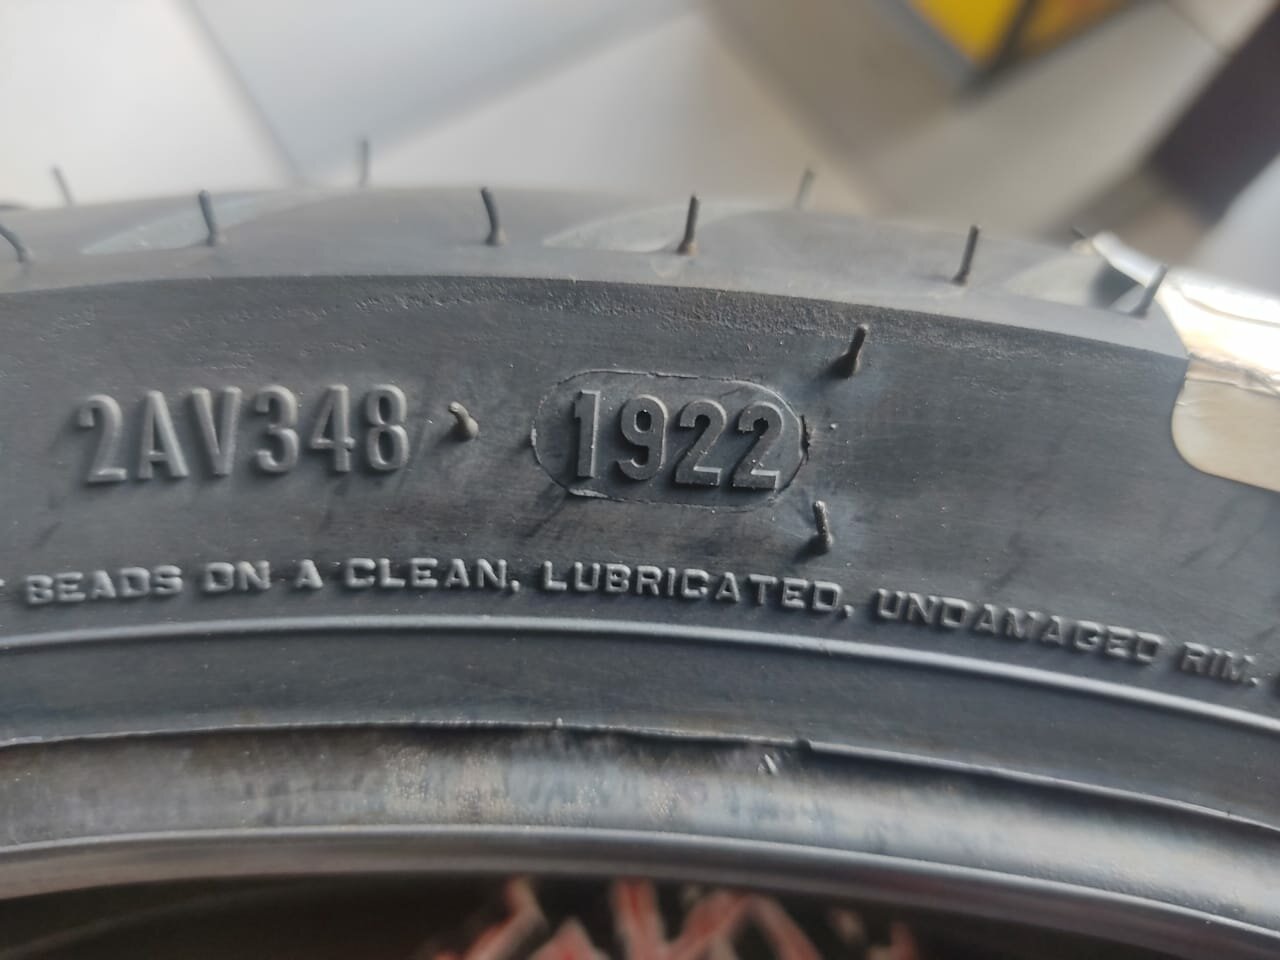 2AV348 1922
BEADS ON A CLEAN, LUBRICATED, UNDAMAGED RIM.